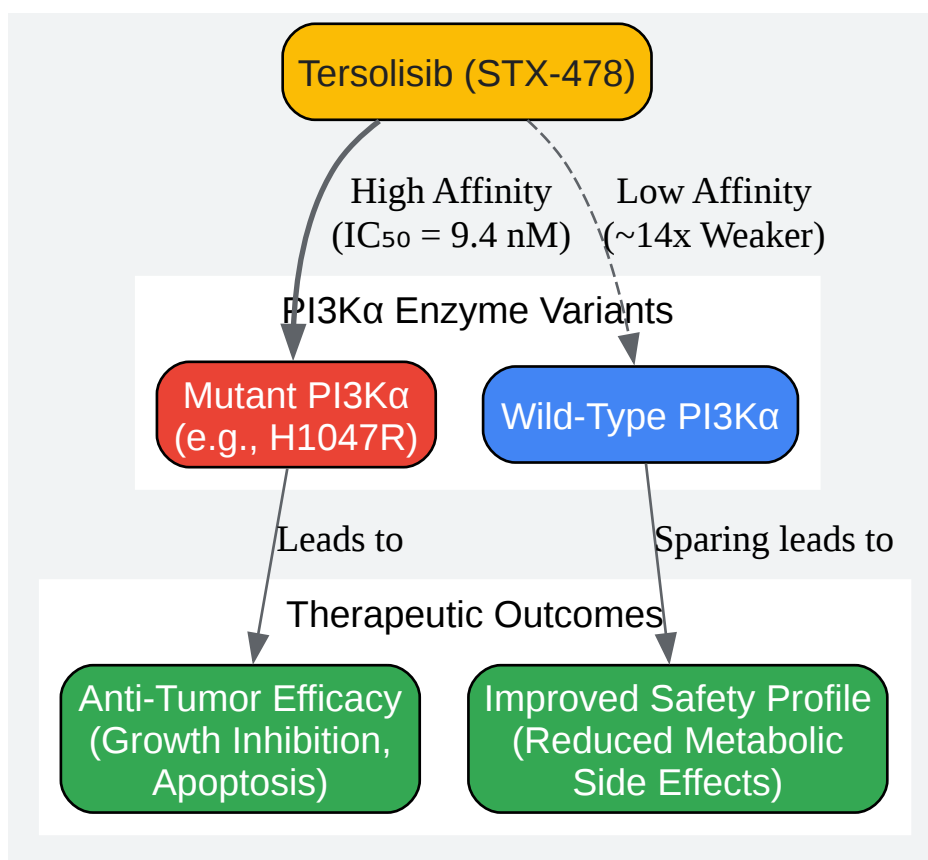 Tersolisib (STX-478)
High Affinity
(IC₅₀ = 9.4 nM)
Low Affinity
(~14x Weaker)
PI3Kα Enzyme Variants
Mutant PI3Kα
(e.g., H1047R)
Wild-Type PI3Kα
Leads to
Sparing leads to
Therapeutic Outcomes
Anti-Tumor Efficacy
(Growth Inhibition,
Apoptosis)
Improved Safety Profile
(Reduced Metabolic
Side Effects)